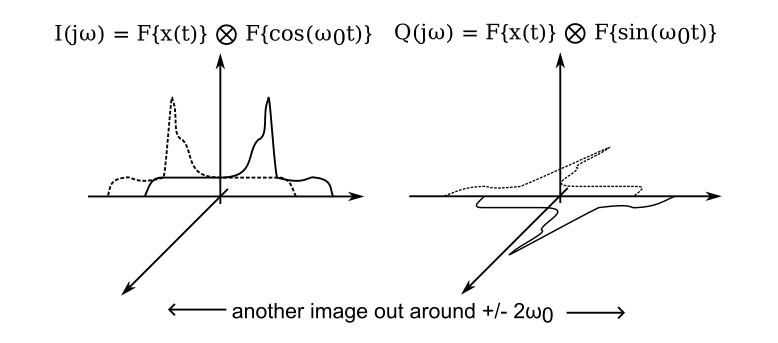 I(jω) = F{x(t)} ⊗ F{cos(ω0t)}
Q(jω) = F{x(t)} ⊗ F{sin(ω0t)}
another image out around +/- 2ω0